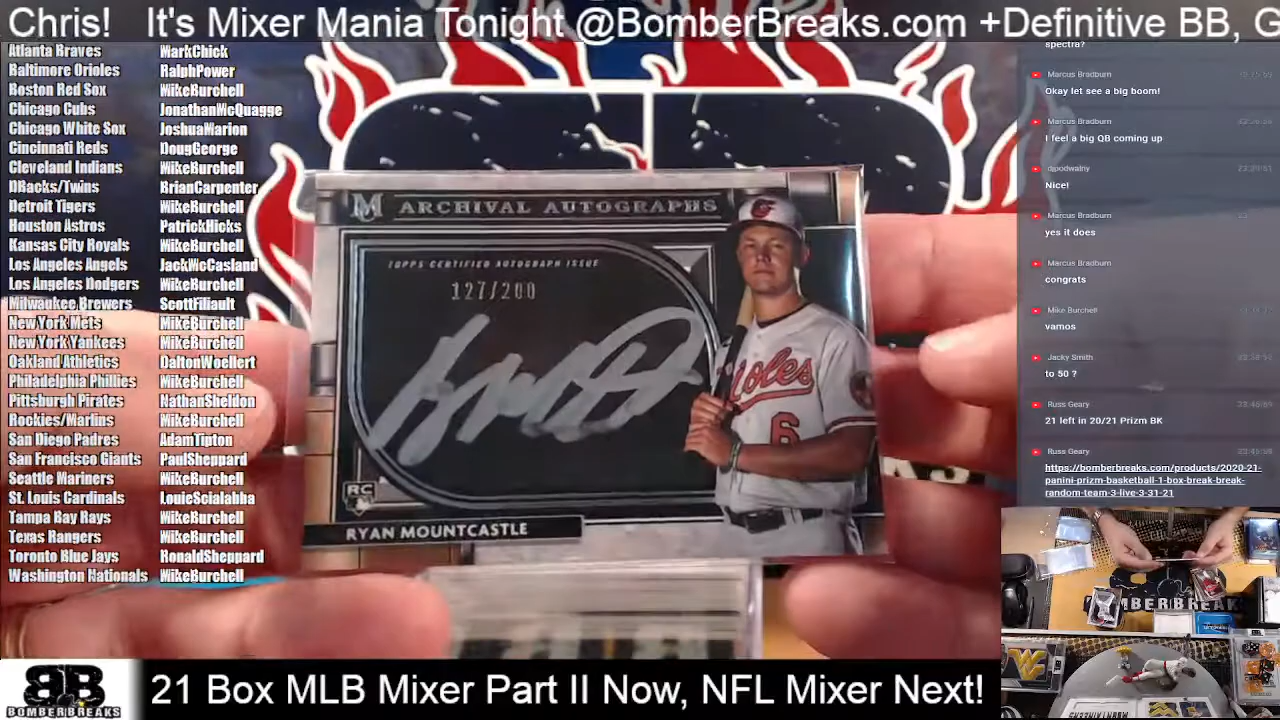 Chris! It's Mixer Mania Tonight @BomberBreaks.com +Definitive BB, G
Atlanta Braves WarkChick
Baltimore Orioles RalphPower
Boston Red Sox MikeBurchell
Chicago Cubs JonathanMcQuagge
Chicago White Sox JoshuaMarion
Cincinnati Reds DougGeorge
Cleveland Indians MikeBurchell
DBacks/Twins BrianCarpenter
Detroit Tigers MikeBurchell
Houston Astros PatrickHicks
Kansas City Royals MikeBurchell
Los Angeles Angels JackMcCasland
Los Angeles Dodgers MikeBurchell
Milwaukee Brewers ScottFiliault
New York Mets MikeBurchell
New York Yankees MikeBurchell
Oakland Athletics DaltonWoellert
Philadelphia Phillies MikeBurchell
Pittsburgh Pirates NathanSheldon
Rockies/Marlins MikeBurchell
San Diego Padres AdamTipton
San Francisco Giants PaulSheppard
Seattle Mariners MikeBurchell
St. Louis Cardinals LouieScialabba
Tampa Bay Rays MikeBurchell
Texas Rangers MikeBurchell
Toronto Blue Jays RonaldSheppard
Washington Nationals MikeBurchell
M ARCHIVAL AUTOGRAPHS
TOPPS CERTIFIED AUTOGRAPH ISSUE
127/200
Orioles
6
RC
RYAN MOUNTCASTLE
spectra?
Marcus Bradburn
Okay let see a big boom!
Marcus Bradburn
I feel a big QB coming up
djpodwalny
Nice!
Marcus Bradburn
yes it does
Marcus Bradburn
congrats
Mike Burchell
vamos
Jacky Smith
to 50 ?
Russ Geary
21 left in 20/21 Prizm BK
Russ Geary
https://bomberbreaks.com/products/2020-21-
panini-prizm-basketball-1-box-break-break-
random-team-3-live-3-31-21
BOMBERBREAK
BB
BOMBERBREAKS
21 Box MLB Mixer Part II Now, NFL Mixer Next!